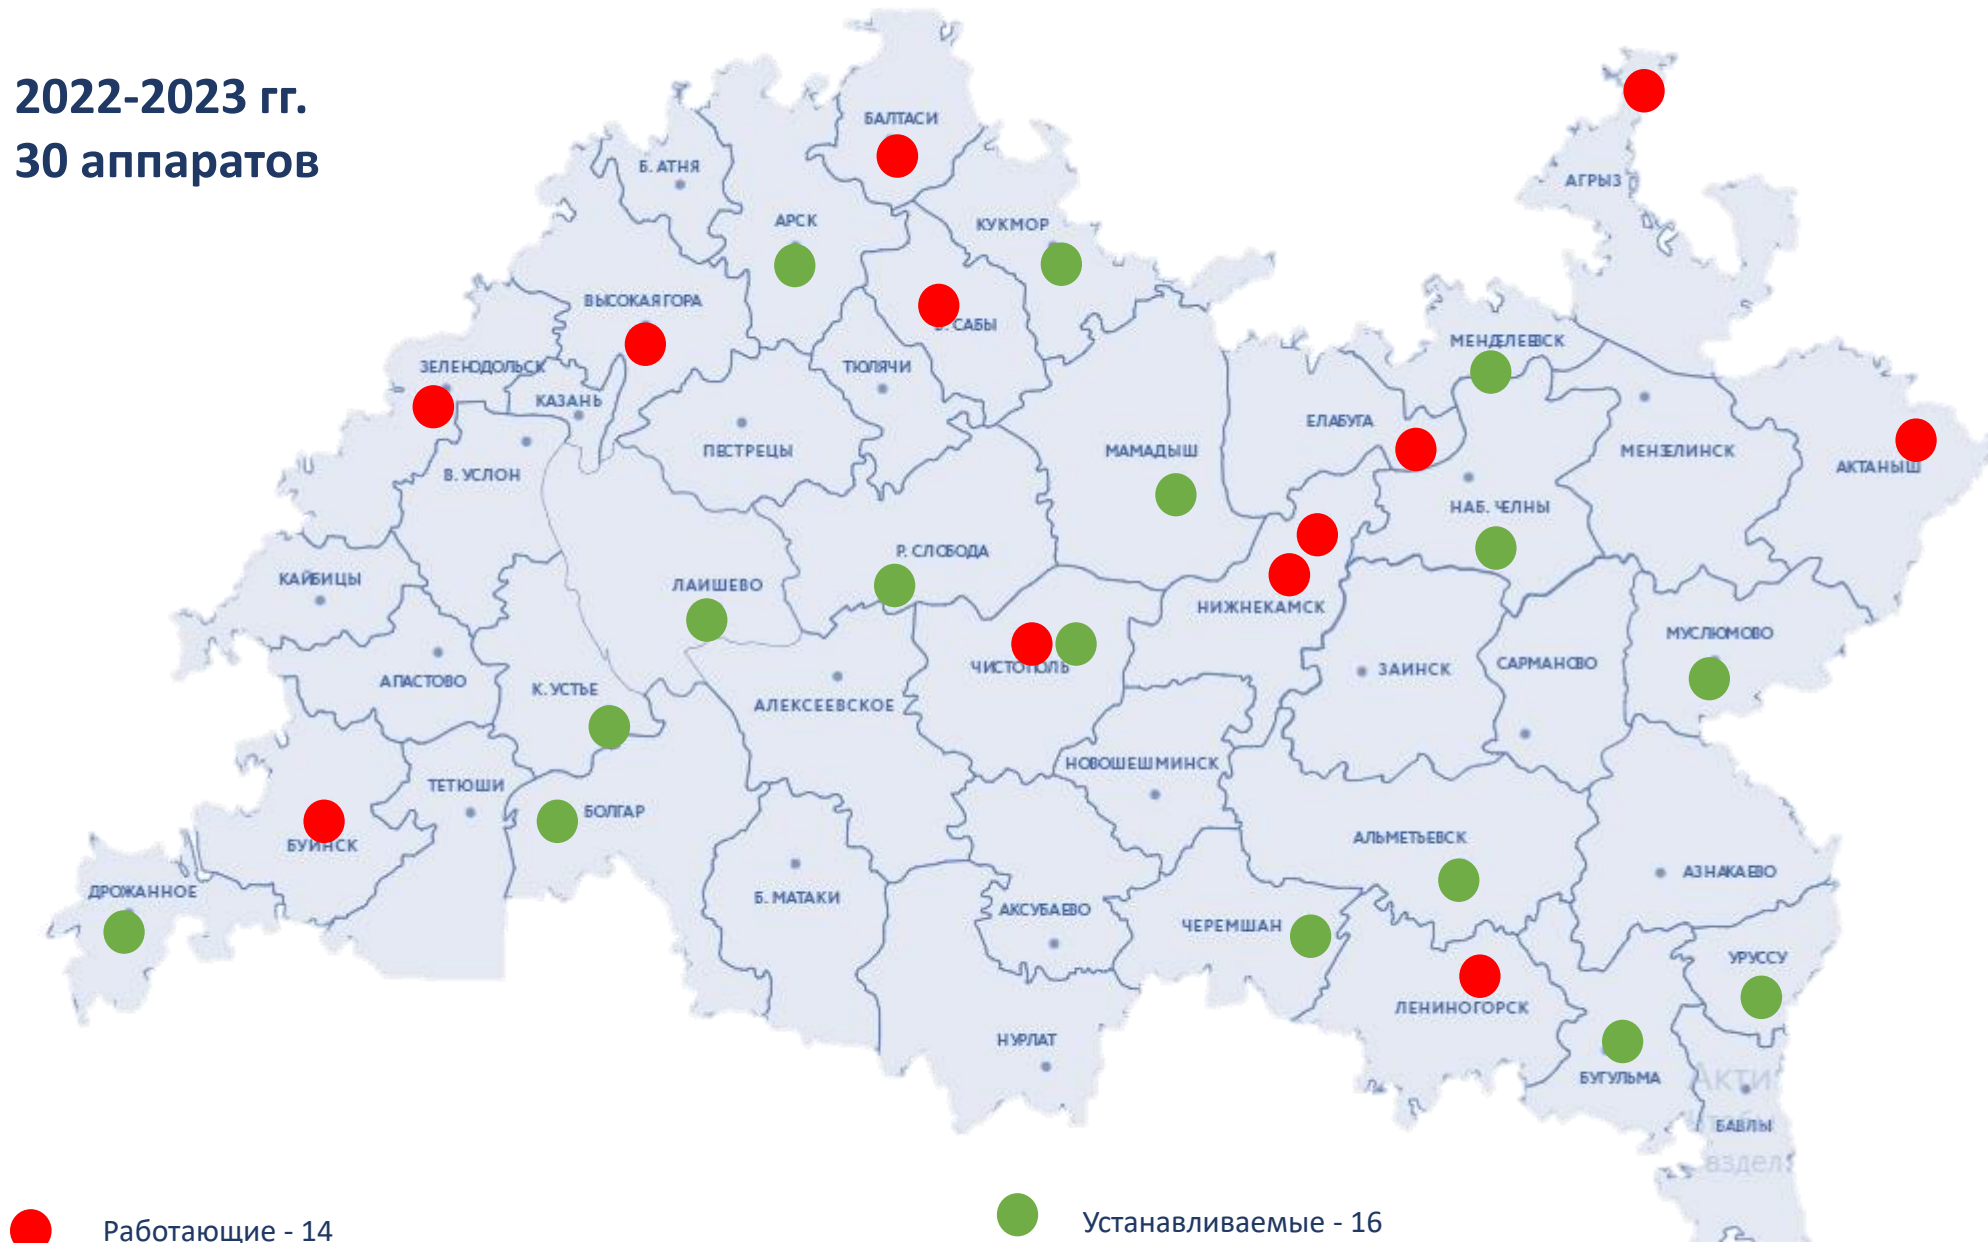 2022-2023 гг.
30 аппаратов
БАЛТАСИ
Б. АТНЯ
АГРЫЗ
АРСК
КУКМОР
ВЫСОКАЯ ГОРА
САБЫ
МЕНДЕЛЕЕВСК
ЗЕЛЕНОДОЛЬСК
ТЮЛЯЧИ
КАЗАНЬ
ЕЛАБУГА
ПЕСТРЕЦЫ
МАМАДЫШ
МЕНЗЕЛИНСК
АКТАНЫШ
В. УСЛОН
НАБ. ЧЕЛНЫ
Р. СЛОБОДА
КАЙБИЦЫ
ЛАИШЕВО
НИЖНЕКАМСК
МУСЛЮМОВО
ЧИСТОПОЛЬ
ЗАИНСК
САРМАНОВО
АПАСТОВО
К. УСТЬЕ
АЛЕКСЕЕВСКОЕ
НОВОШЕШМИНСК
ТЕТЮШИ
БОЛГАР
БУИНСК
АЛЬМЕТЬЕВСК
АЗНАКАЕВО
ДРОЖАННОЕ
Б. МАТАКИ
АКСУБАЕВО
ЧЕРЕМШАН
УРУССУ
ЛЕНИНОГОРСК
НУРЛАТ
БУГУЛЬМА
БАВЛЫ
Работающие - 14
Устанавливаемые - 16